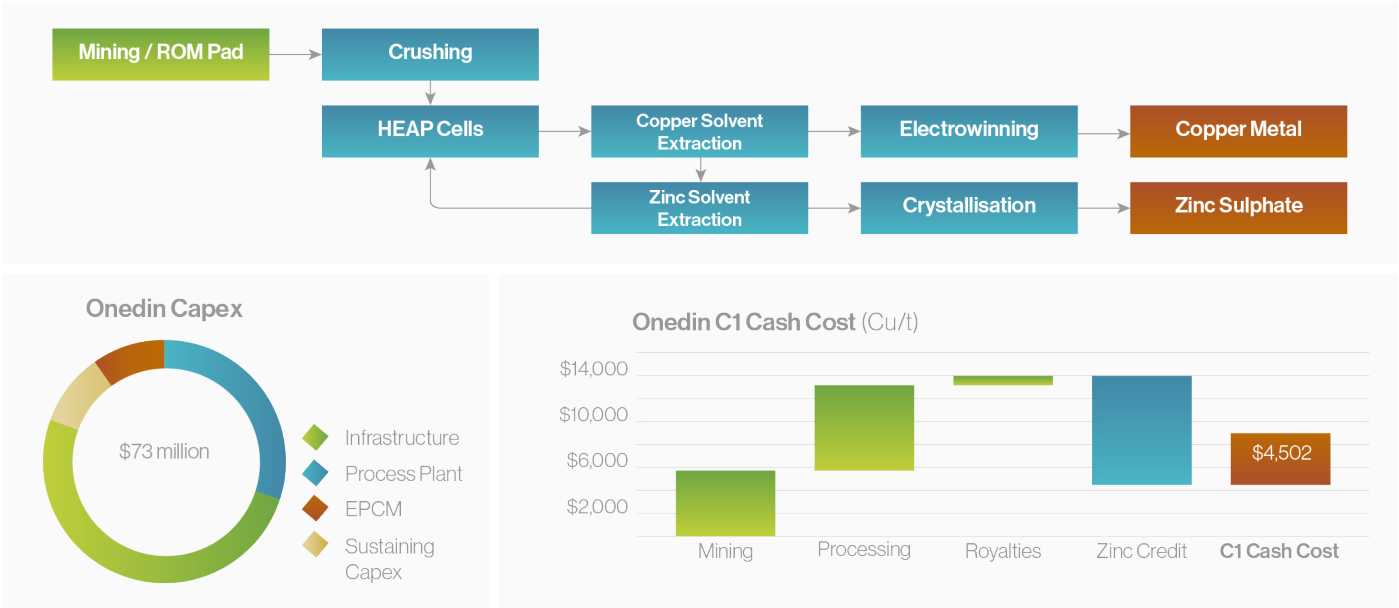 Mining / ROM Pad
Crushing
HEAP Cells
Copper Solvent
Extraction
Electrowinning
Copper Metal
Zinc Solvent
Extraction
Crystallisation
Zinc Sulphate
Onedin Capex
$73 million
Infrastructure
Process Plant
EPCM
Sustaining
Capex
Onedin C1 Cash Cost (Cu/t)
$14,000
$10,000
$6,000
$2,000
$4,502
Mining
Processing
Royalties
Zinc Credit
C1 Cash Cost